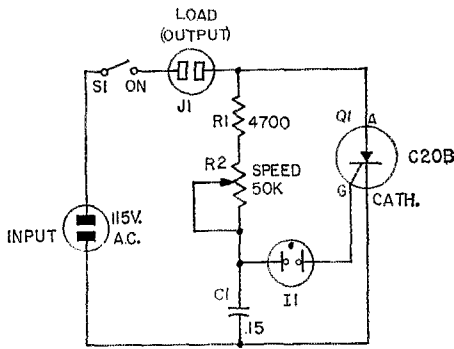 LOAD
(OUTPUT)
S1 ON
J1
R1 4700
Q1 A
R2 SPEED
50K
C20B
G
CATH.
INPUT 115V.
A.C.
C1
I1
.15